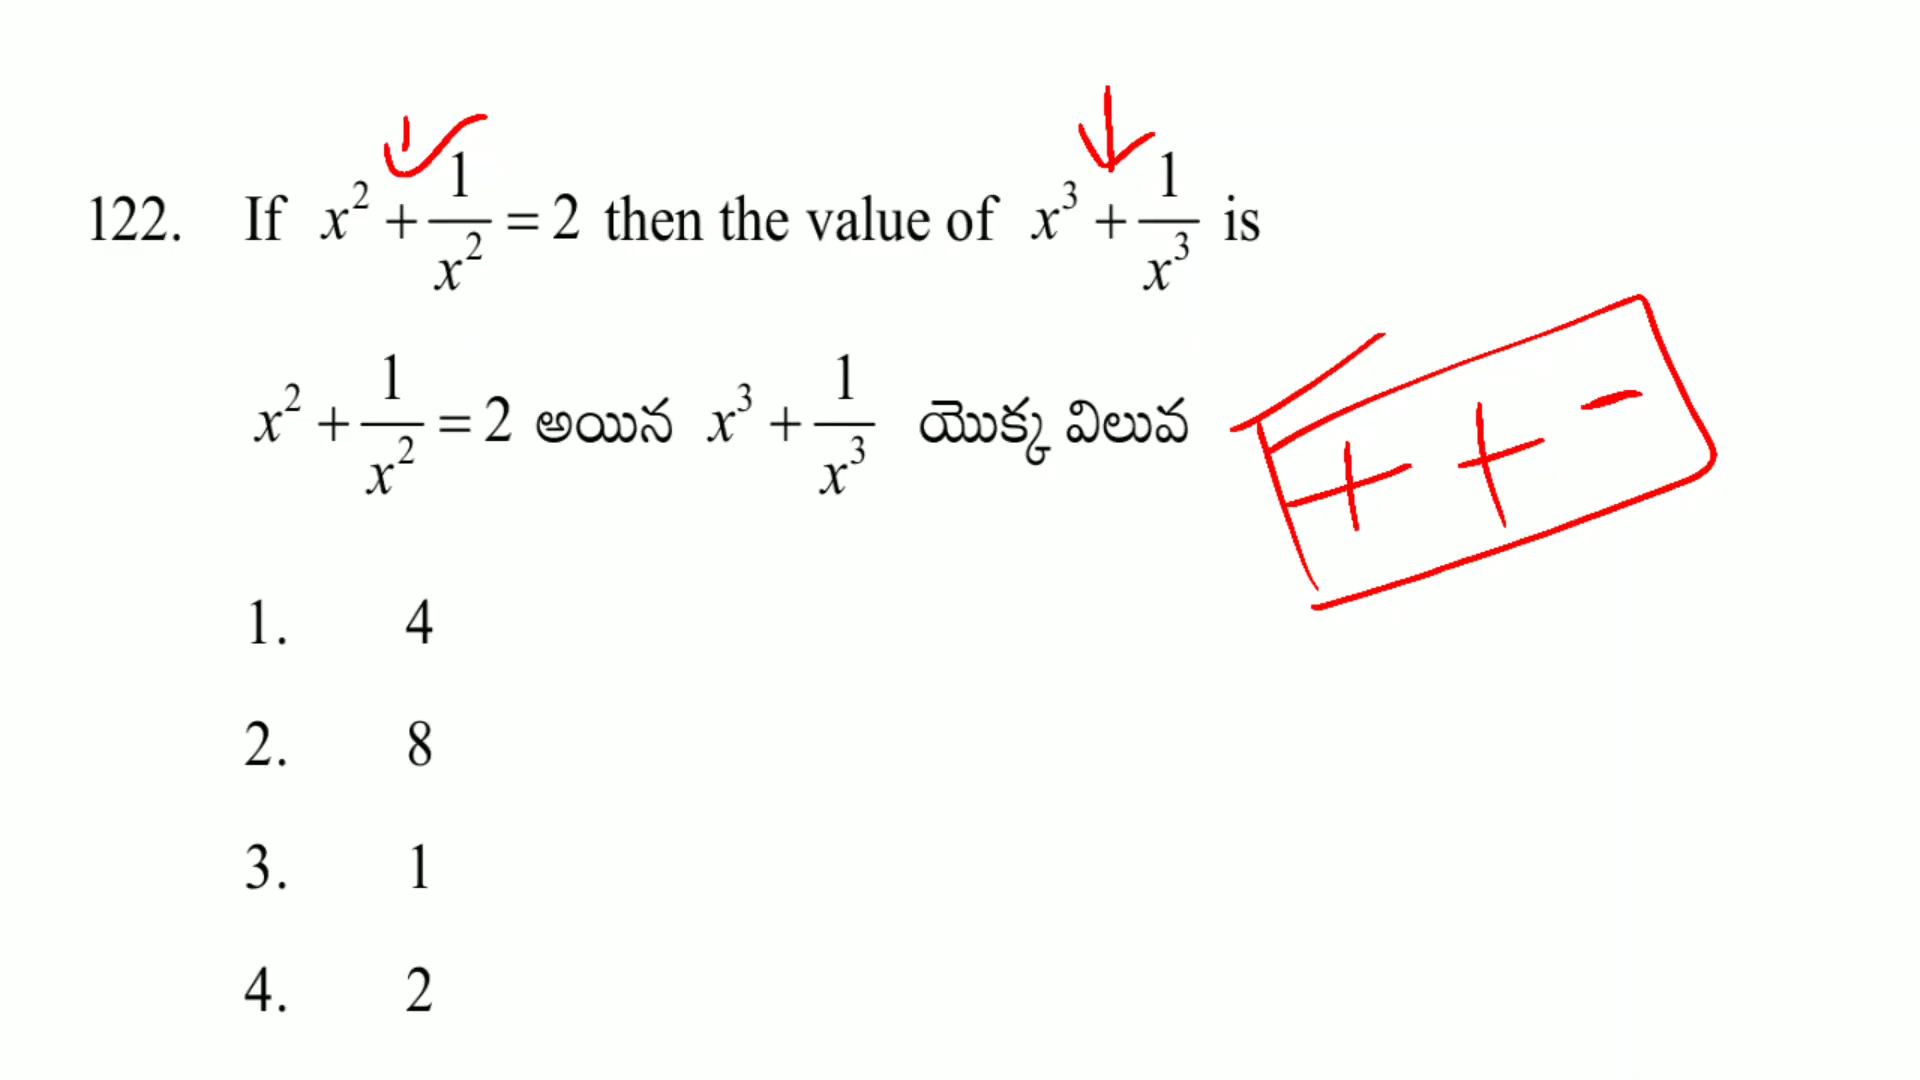 122. If x² + 1/x² = 2 then the value of x³ + 1/x³ is
x² + 1/x² = 2 అయిన x³ + 1/x³ యొక్క విలువ
+ + -
1. 4
2. 8
3. 1
4. 2